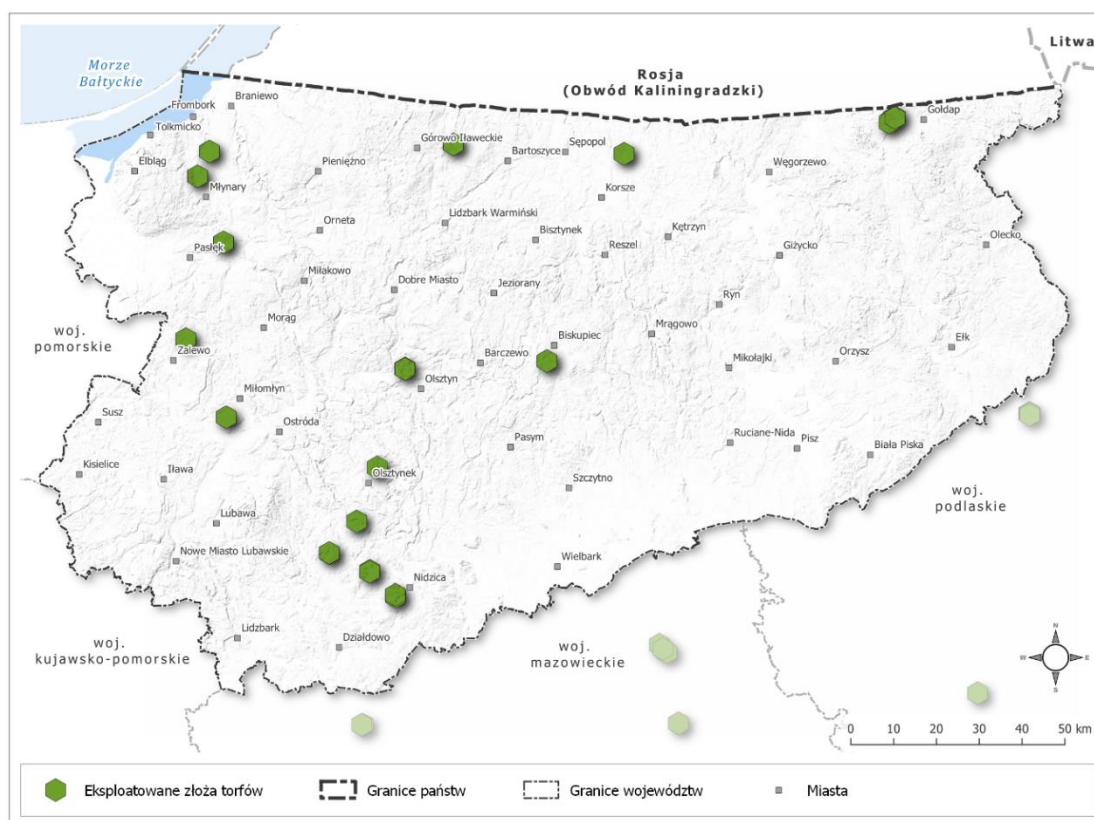 Litwa
Morze
Bałtyckie
Rosja
(Obwód Kaliningradzki)
Braniewo
Frombork
Gołdap
Tolkmicko
Górowo Iławeckie
Sępopol
Bartoszyce
Elbląg
Pieniężno
Węgorzewo
Młynary
Korsze
Lidzbark Warmiński
Orneta
Kętrzyn
Bisztynek
Olecko
Pasłęk
Reszel
Giżycko
Miłakowo
Dobre Miasto
Jeziorany
Ryn
woj.
pomorskie
Morąg
Mrągowo
Biskupiec
Ełk
Zalewo
Barczewo
Mikołajki
Orzysz
Olsztyn
Miłomłyn
Susz
Ostróda
Ruciane-Nida
Pasym
Pisz
Biała Piska
Kisielice
Iława
Olsztynek
Szczytno
woj.
podlaskie
Lubawa
Nowe Miasto Lubawskie
Wielbark
Nidzica
Lidzbark
Działdowo
woj.
kujawsko-pomorskie
woj.
mazowieckie
N
W
E
S
0 10 20 30 40 50 km
Eksploatowane złoża torfów
Granice państw
Granice województw
Miasta